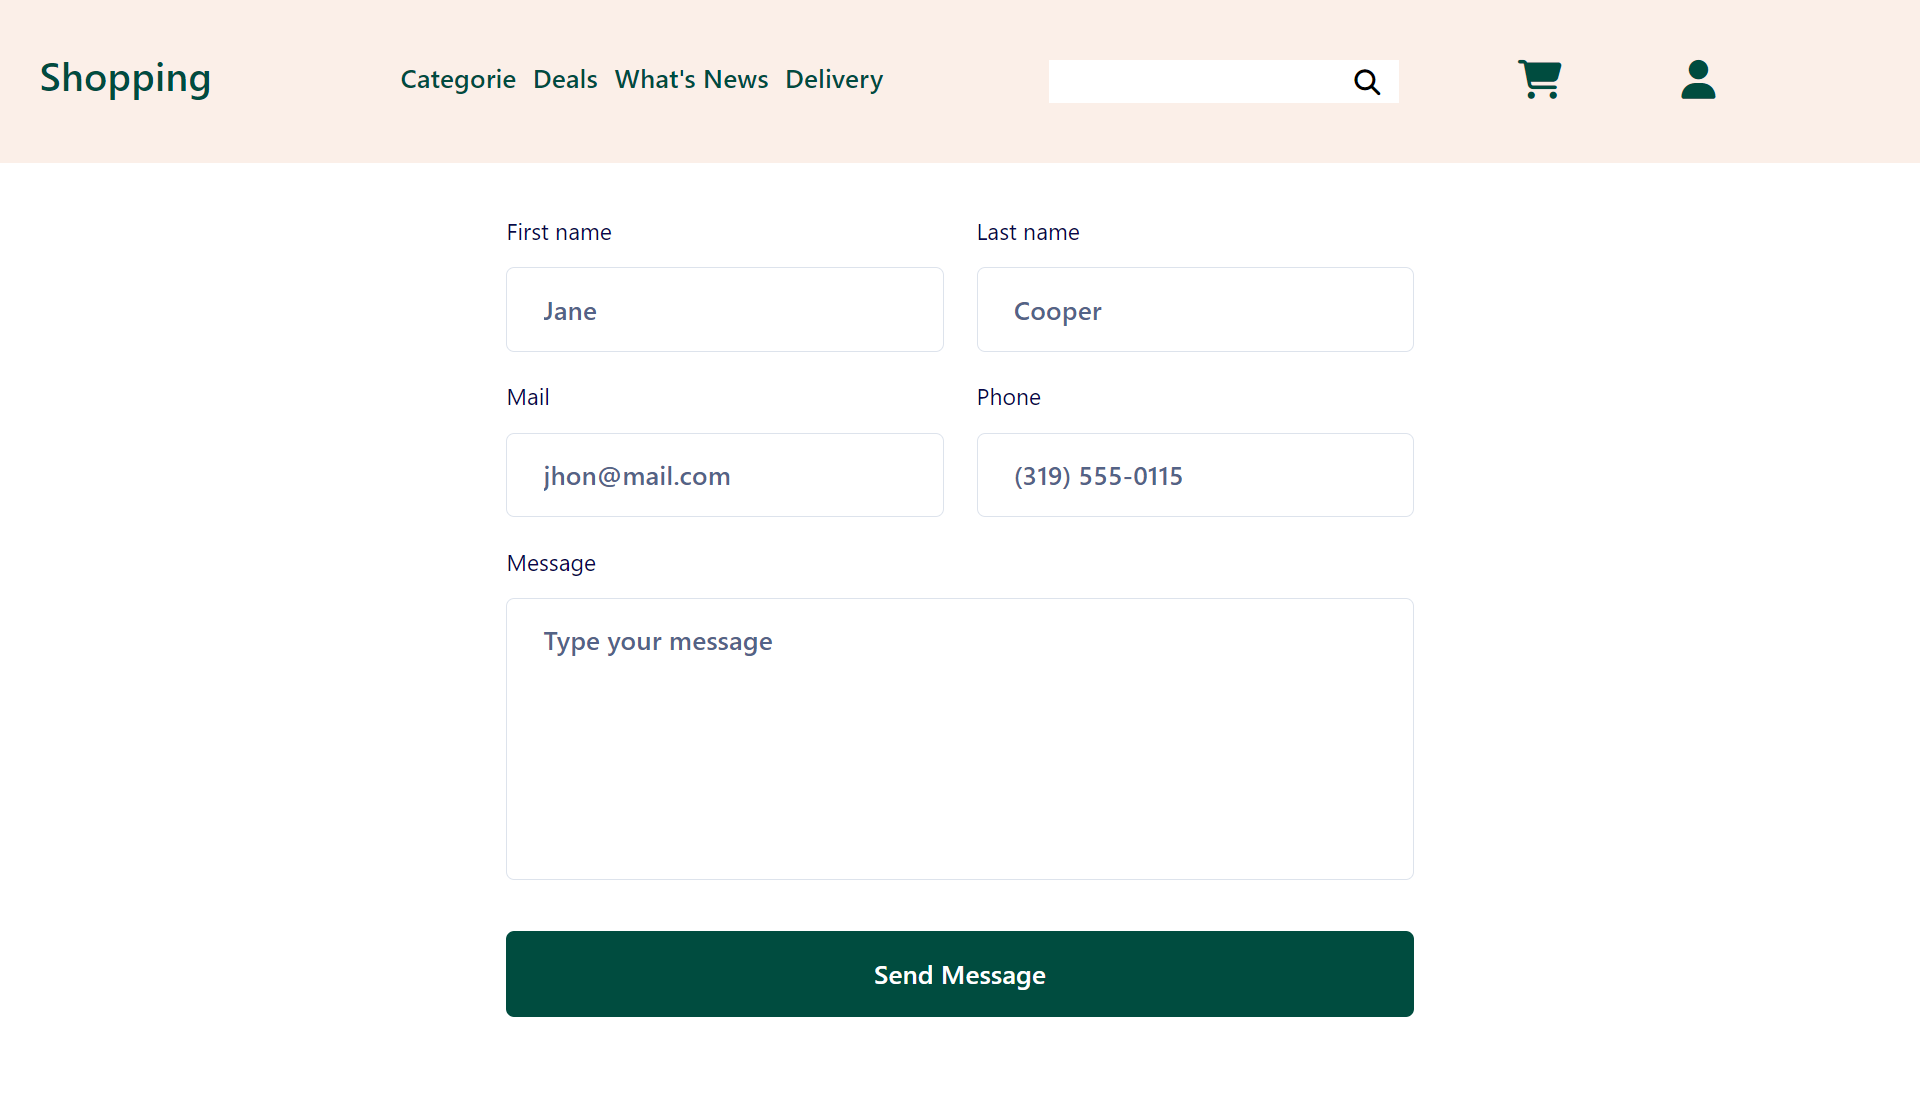 Shopping Categorie Deals What's News Delivery
First name Last name
Jane Cooper
Mail Phone
jhon@mail.com (319) 555-0115
Message
Type your message
Send Message